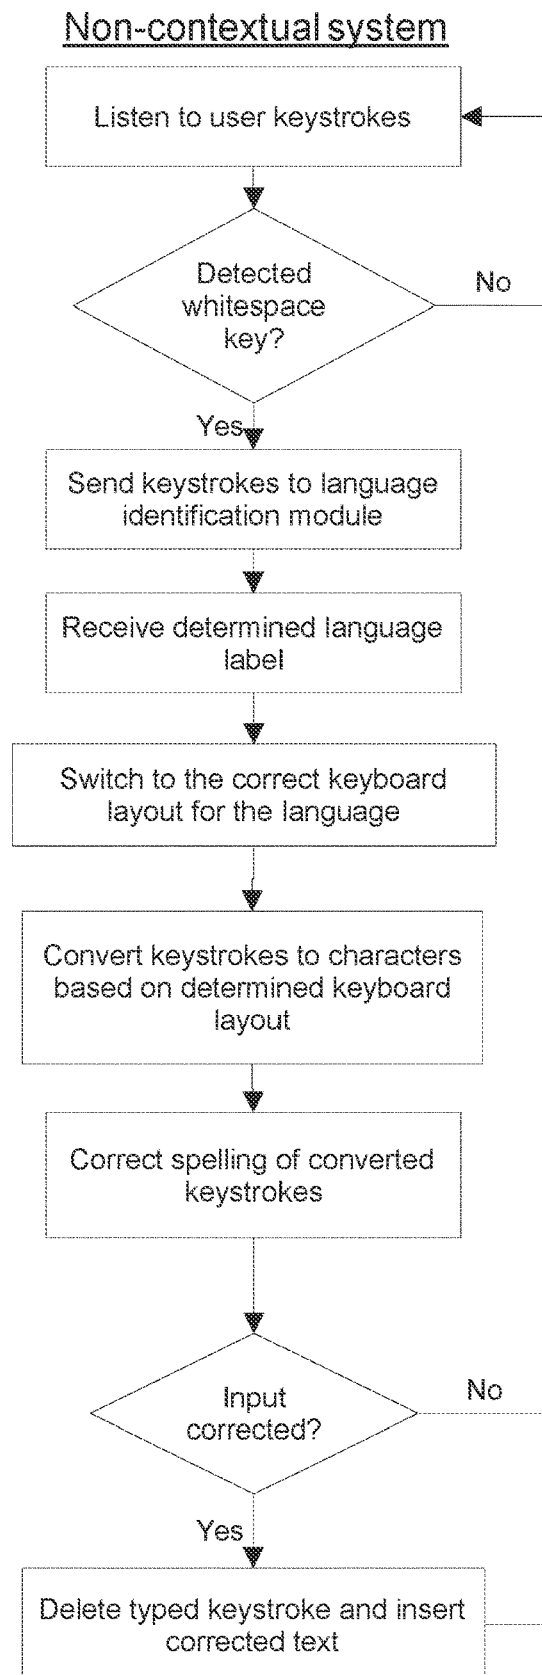 Non-contextual system
Listen to user keystrokes
Detected
whitespace
key?
No
Yes
Send keystrokes to language
identification module
Receive determined language
label
Switch to the correct keyboard
layout for the language
Convert keystrokes to characters
based on determined keyboard
layout
Correct spelling of converted
keystrokes
Input
corrected?
No
Yes
Delete typed keystroke and insert
corrected text